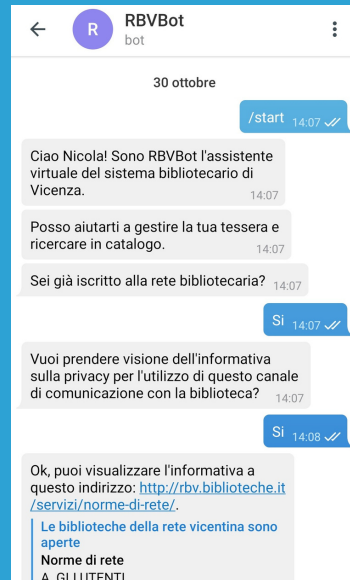 RBVBot
R
bot
30 ottobre
/start 14:07
Ciao Nicola! Sono RBVBot l'assistente
virtuale del sistema bibliotecario di
Vicenza. 14:07
Posso aiutarti a gestire la tua tessera e
ricercare in catalogo. 14:07
Sei già iscritto alla rete bibliotecaria? 14:07
Si 14:07
Vuoi prendere visione dell'informativa
sulla privacy per l'utilizzo di questo canale
di comunicazione con la biblioteca? 14:07
Si 14:08
Ok, puoi visualizzare l'informativa a
questo indirizzo: http://rbv.biblioteche.it
/servizi/norme-di-rete/.
Le biblioteche della rete vicentina sono
aperte
Norme di rete
A. GLI UTENTI